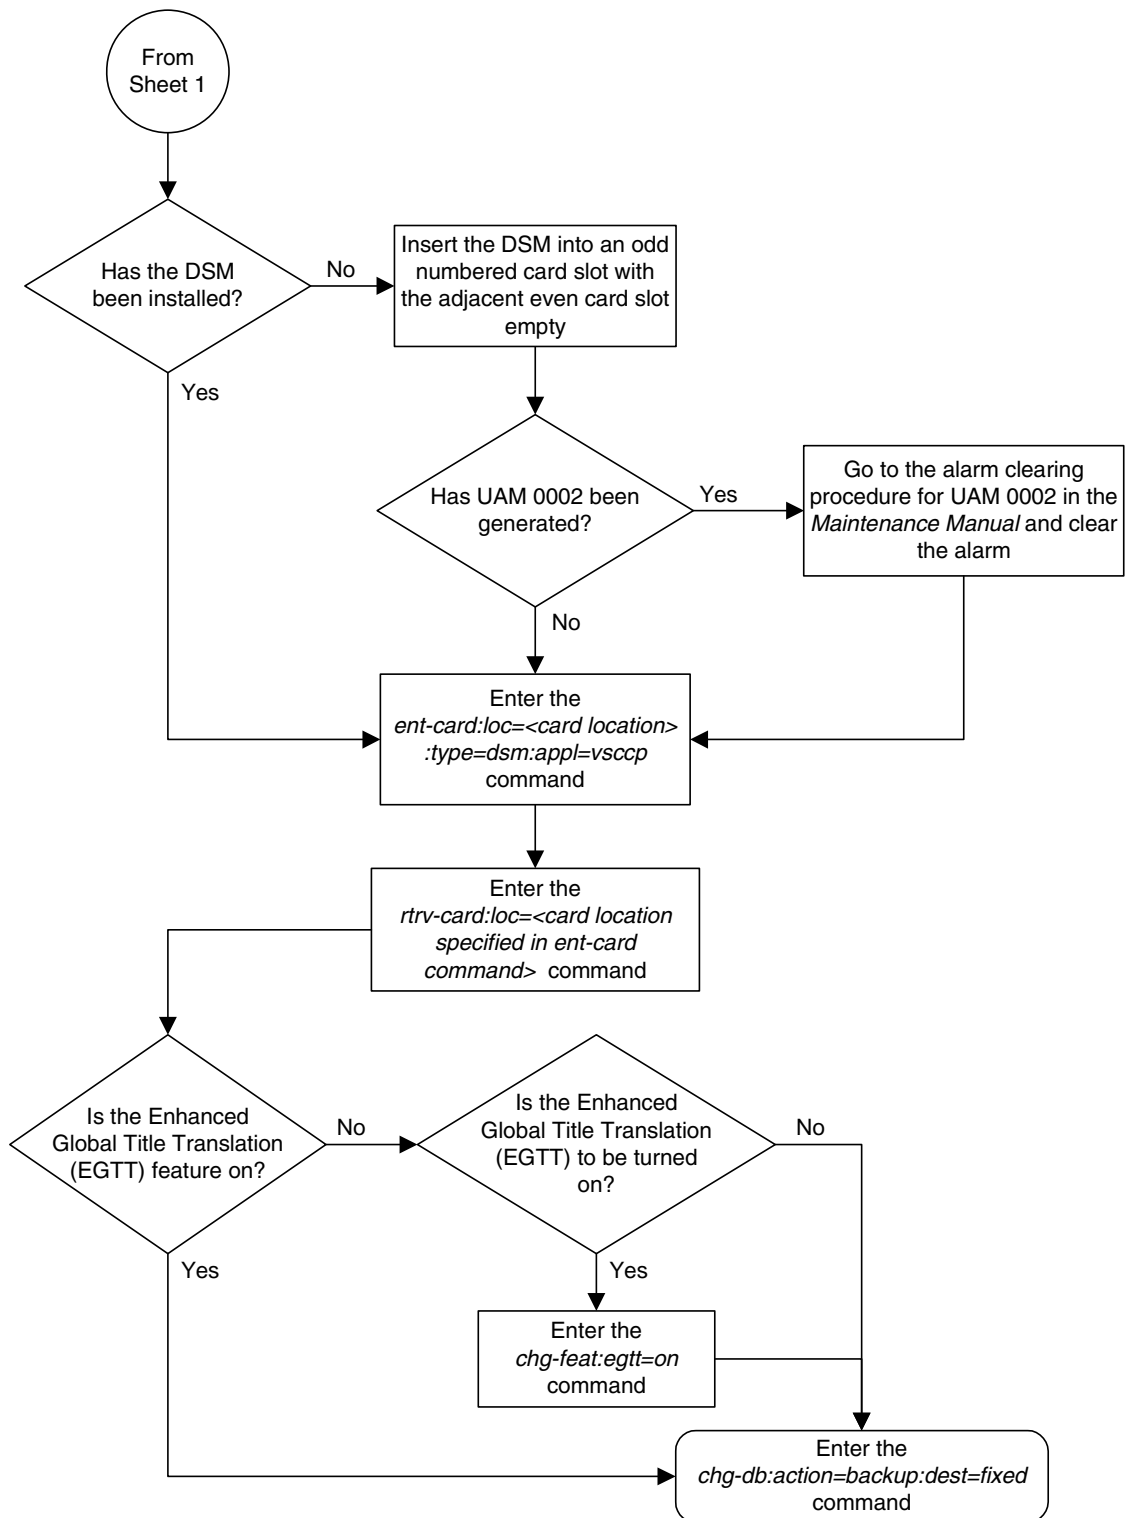 From
Sheet 1
Has the DSM
been installed?
No
Insert the DSM into an odd
numbered card slot with
the adjacent even card slot
empty
Yes
Has UAM 0002 been
generated?
Yes
Go to the alarm clearing
procedure for UAM 0002 in the
Maintenance Manual and clear
the alarm
No
Enter the
ent-card:loc=<card location>
:type=dsm:appl=vsccp
command
Enter the
rtrv-card:loc=<card location
specified in ent-card
command> command
Is the Enhanced
Global Title Translation
(EGTT) feature on?
No
Is the Enhanced
Global Title Translation
(EGTT) to be turned
on?
No
Yes
Yes
Enter the
chg-feat:egtt=on
command
Enter the
chg-db:action=backup:dest=fixed
command